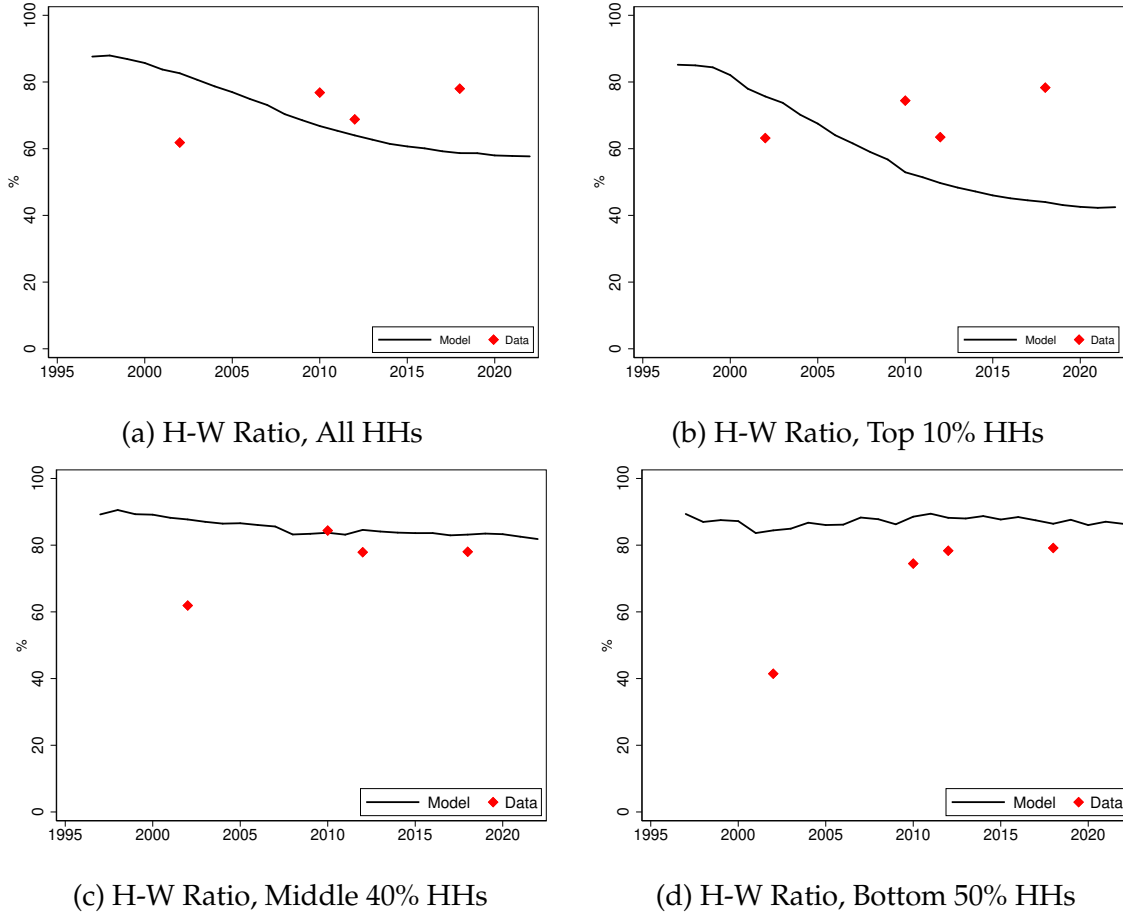 100
80
60
40
20
0
%
Model
Data
1995 2000 2005 2010 2015 2020
(a) H-W Ratio, All HHs
100
80
60
40
20
0
%
Model
Data
1995 2000 2005 2010 2015 2020
(b) H-W Ratio, Top 10% HHs
100
80
60
40
20
0
%
Model
Data
1995 2000 2005 2010 2015 2020
(c) H-W Ratio, Middle 40% HHs
100
80
60
40
20
0
%
Model
Data
1995 2000 2005 2010 2015 2020
(d) H-W Ratio, Bottom 50% HHs